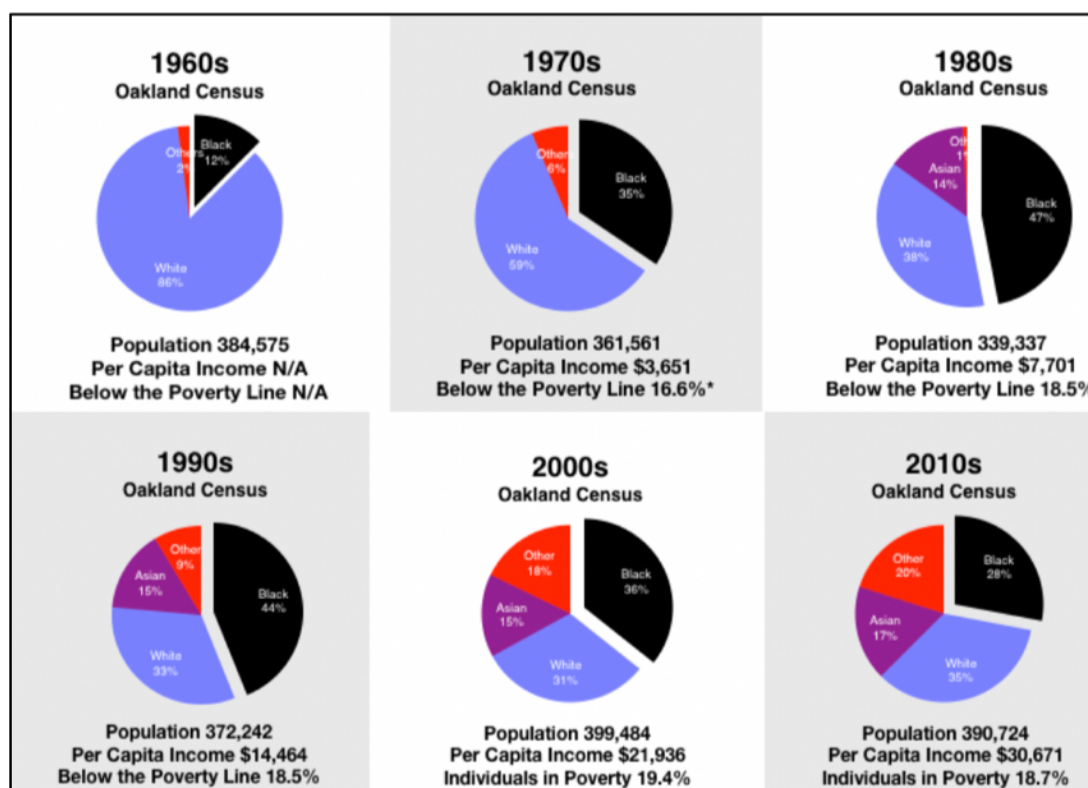 1960s
Oakland Census
Others
2%
Black
12%
White
86%
Population 384,575
Per Capita Income N/A
Below the Poverty Line N/A
1970s
Oakland Census
Other
6%
Black
35%
White
59%
Population 361,561
Per Capita Income $3,651
Below the Poverty Line 16.6%*
1980s
Oakland Census
Oth
1%
Asian
14%
Black
47%
White
38%
Population 339,337
Per Capita Income $7,701
Below the Poverty Line 18.5%
1990s
Oakland Census
Other
9%
Asian
15%
Black
44%
White
33%
Population 372,242
Per Capita Income $14,464
Below the Poverty Line 18.5%
2000s
Oakland Census
Other
18%
Black
36%
Asian
15%
White
31%
Population 399,484
Per Capita Income $21,936
Individuals in Poverty 19.4%
2010s
Oakland Census
Other
20%
Black
28%
Asian
17%
White
35%
Population 390,724
Per Capita Income $30,671
Individuals in Poverty 18.7%